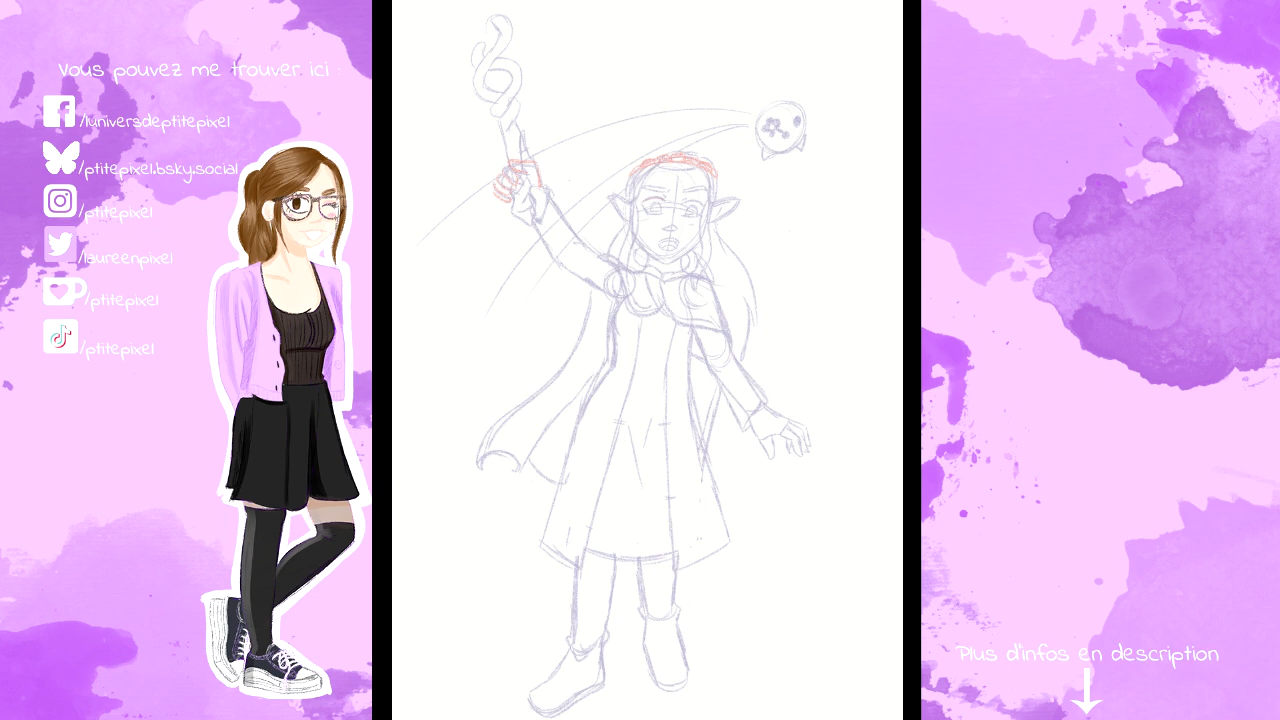 Vous pouvez me trouver ici :
/luniversdeptitepixel
/ptitepixel.bsky.social
/ptitepixel
/laureenpixel
/ptitepixel
/ptitepixel
Plus d'infos en description